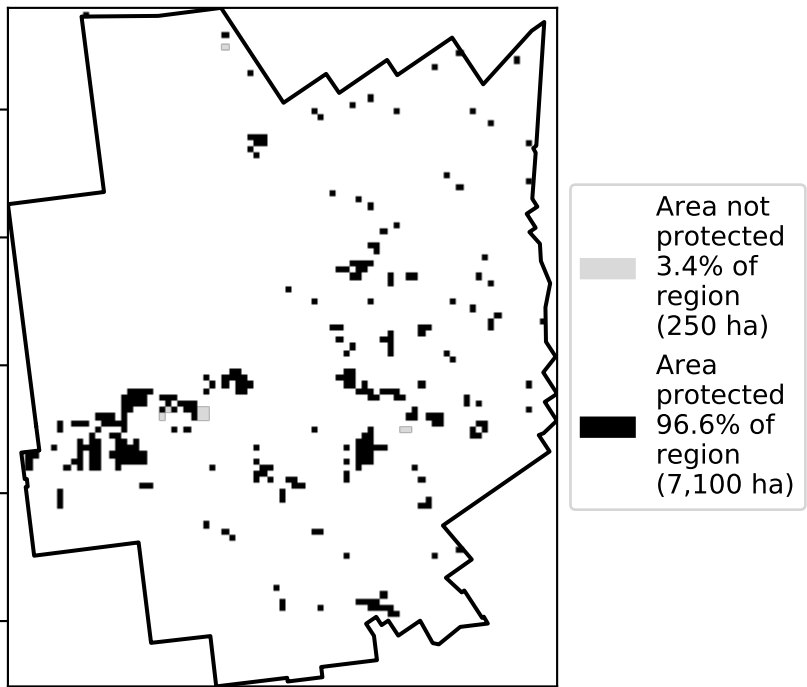 Area not
protected
3.4% of
region
(250 ha)
Area
protected
96.6% of
region
(7,100 ha)